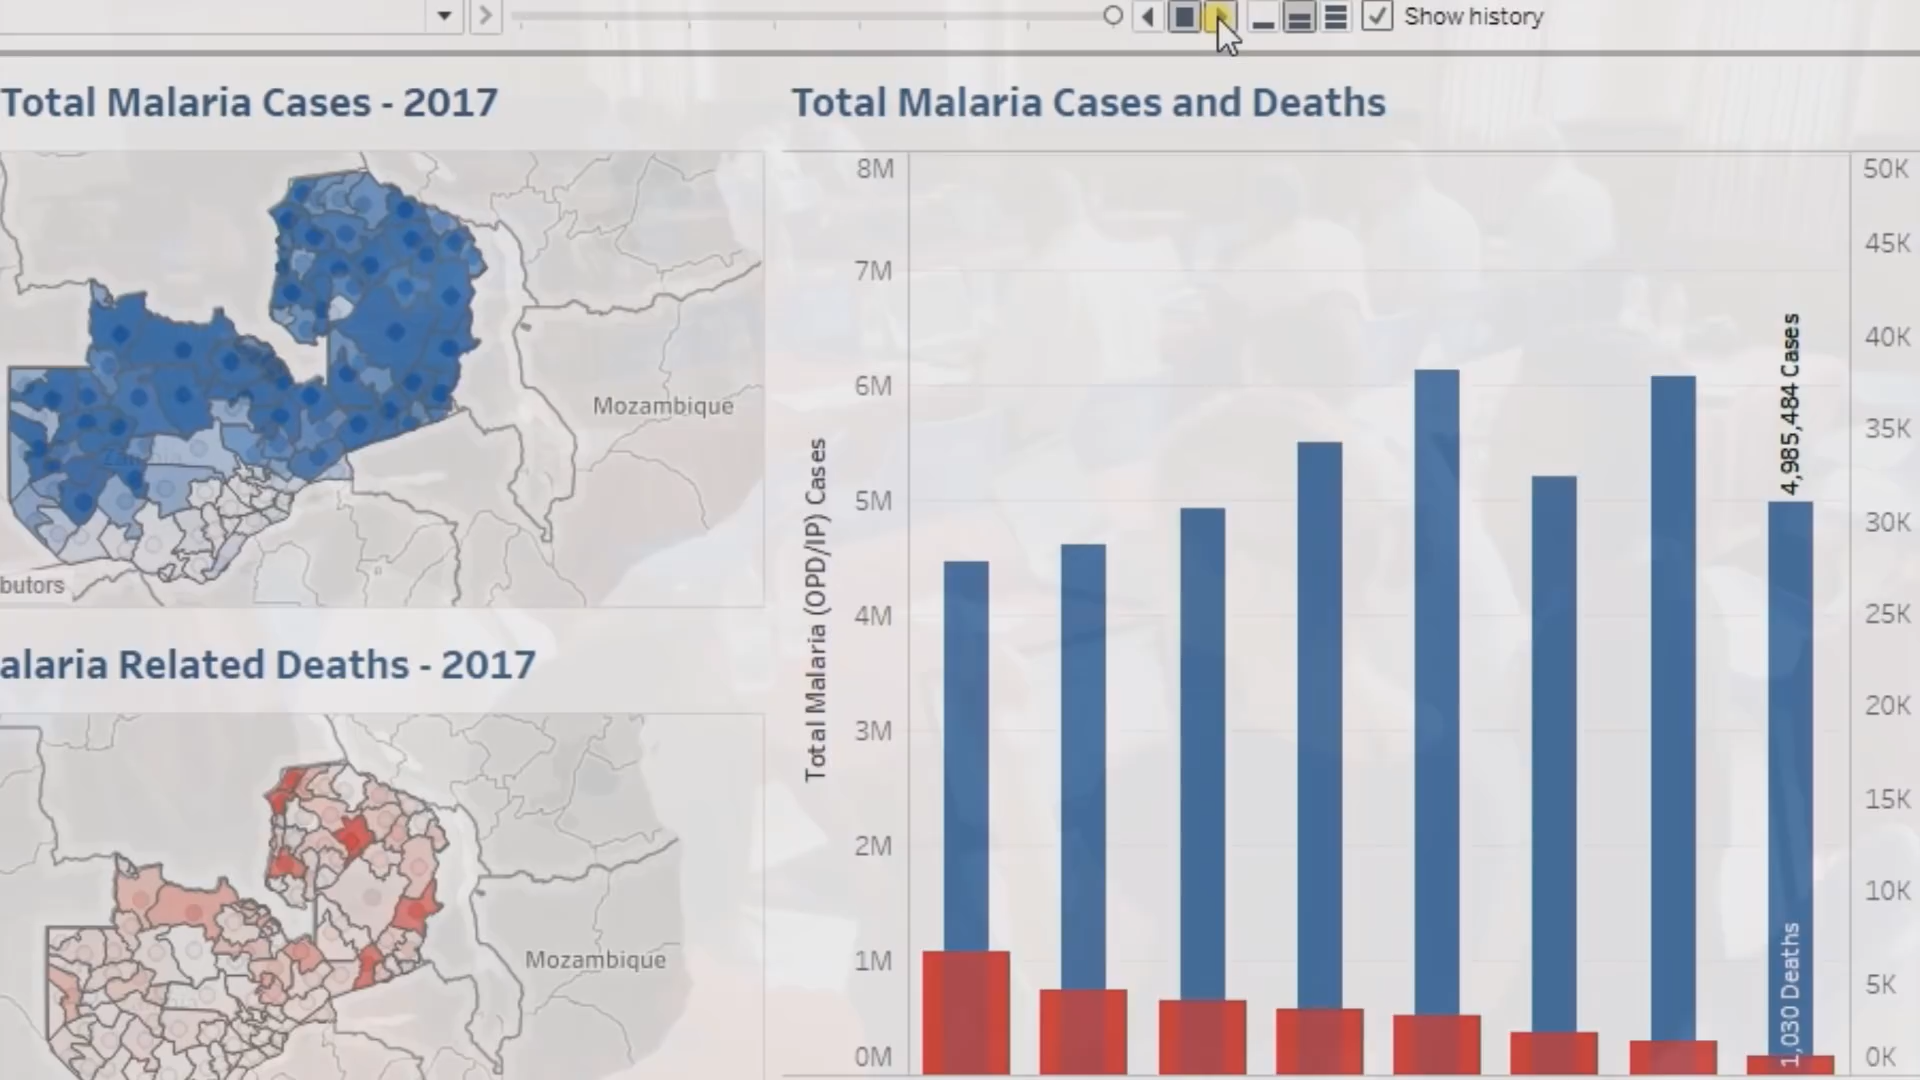 Show history
Total Malaria Cases - 2017
Mozambique
butors
alaria Related Deaths - 2017
Mozambique
Total Malaria Cases and Deaths
Total Malaria (OPD/IP) Cases
8M
7M
6M
5M
4M
3M
2M
1M
0M
4,985,484 Cases
1,030 Deaths
50K
45K
40K
35K
30K
25K
20K
15K
10K
5K
0K